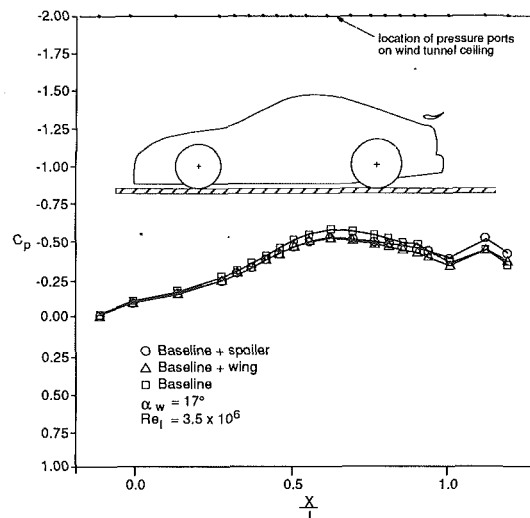 -2.00
location of pressure ports
on wind tunnel ceiling
-1.75
-1.50
-1.25
-1.00
-0.75
Cp
-0.50
-0.25
0.00
0.25
0.50
0.75
1.00
Baseline + spoiler
Baseline + wing
Baseline
α w = 17°
Re l = 3.5 x 10⁶
0.0
0.5
1.0
X